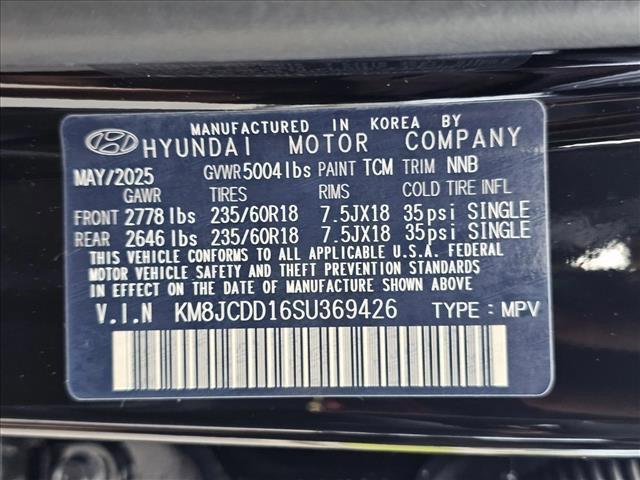 MANUFACTURED IN KOREA BY
HYUNDAI MOTOR COMPANY
MAY/2025 GVWR 5004 lbs PAINT TCM TRIM NNB
GAWR TIRES RIMS COLD TIRE INFL
FRONT 2778 lbs 235/60R18 7.5JX18 35psi SINGLE
REAR 2646 lbs 235/60R18 7.5JX18 35psi SINGLE
THIS VEHICLE CONFORMS TO ALL APPLICABLE U.S.A. FEDERAL
MOTOR VEHICLE SAFETY AND THEFT PREVENTION STANDARDS
IN EFFECT ON THE DATE OF MANUFACTURE SHOWN ABOVE
V.I.N KM8JCDD16SU369426 TYPE : MPV